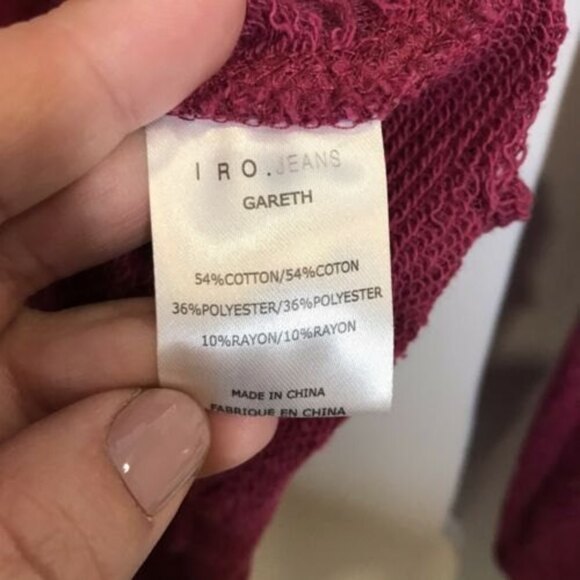 IRO.JEANS
GARETH
54%COTTON/54%COTON
36%POLYESTER/36%POLYESTER
10%RAYON/10%RAYON
MADE IN CHINA
FABRIQUE EN CHINA